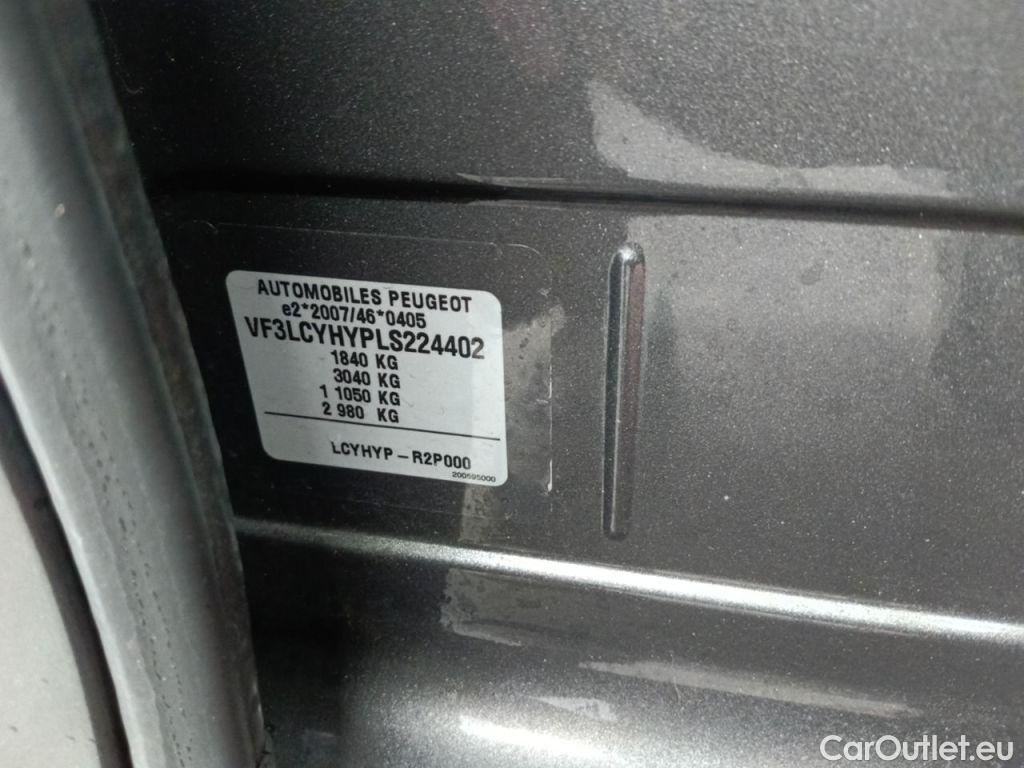 AUTOMOBILES PEUGEOT
e2*2007/46*0405
VF3LCYHYPLS224402
1840 KG
3040 KG
1 1050 KG
2 980 KG
LCYHYP-R2P000
200595000
CarOutlet.eu